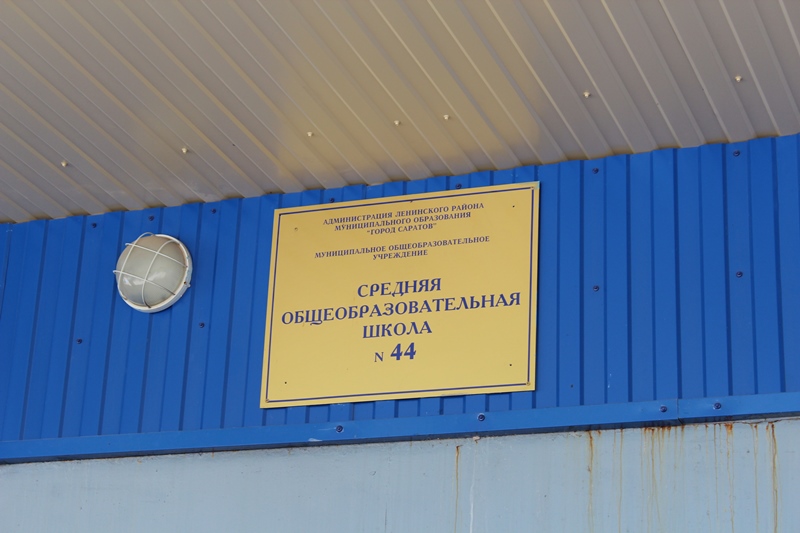 АДМИНИСТРАЦИЯ ЛЕНИНСКОГО РАЙОНА
МУНИЦИПАЛЬНОГО ОБРАЗОВАНИЯ
"ГОРОД САРАТОВ"
МУНИЦИПАЛЬНОЕ ОБЩЕОБРАЗОВАТЕЛЬНОЕ
УЧРЕЖДЕНИЕ
СРЕДНЯЯ
ОБЩЕОБРАЗОВАТЕЛЬНАЯ
ШКОЛА
N 44